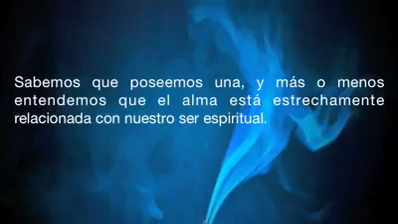 Sabemos que poseemos una, y más o menos
entendemos que el alma está estrechamente
relacionada con nuestro ser espiritual.